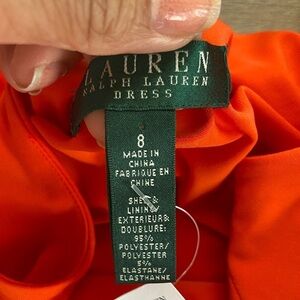 LAUREN
RALPH LAUREN
DRESS
8
MADE IN
CHINA
FABRIQUE EN
CHINE
SHELL &
LINING/
EXTERIEUR&
DOUBLURE:
95%
POLYESTER/
POLYESTER
5%
ELASTANE/
ELASTHANNE